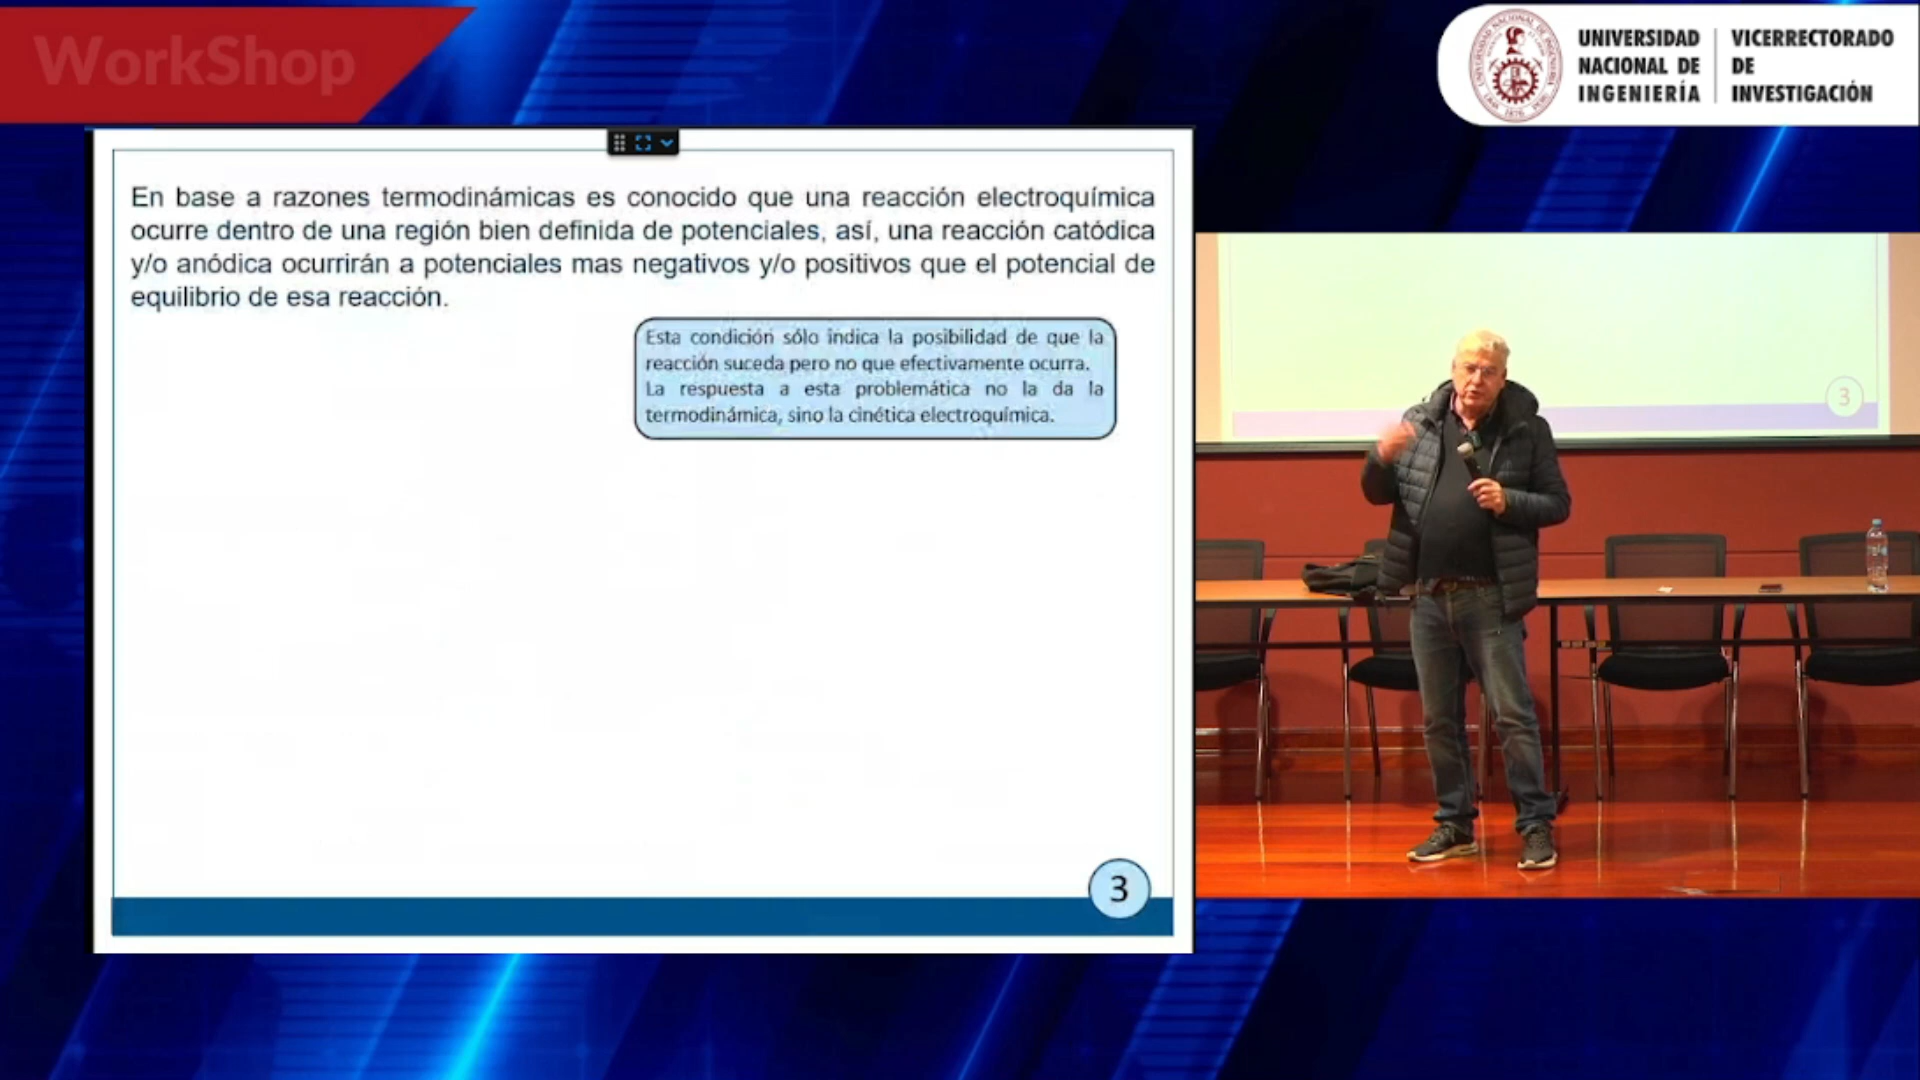 WorkShop
UNIVERSIDAD
NACIONAL DE
INGENIERÍA
VICERRECTORADO
DE
INVESTIGACIÓN
En base a razones termodinámicas es conocido que una reacción electroquímica
ocurre dentro de una región bien definida de potenciales, así, una reacción catódica
y/o anódica ocurrirán a potenciales mas negativos y/o positivos que el potencial de
equilibrio de esa reacción.
Esta condición sólo indica la posibilidad de que la
reacción suceda pero no que efectivamente ocurra.
La respuesta a esta problemática no la da la
termodinámica, sino la cinética electroquímica.
3
3